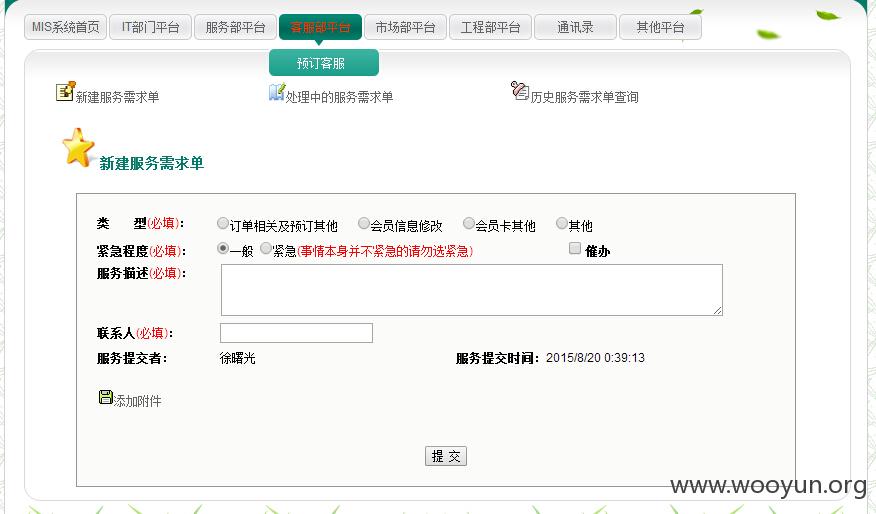 MIS系统首页 IT部门平台 服务部平台 客服部平台 市场部平台 工程部平台 通讯录 其他平台
预订客服
新建服务需求单 处理中的服务需求单 历史服务需求单查询
新建服务需求单
类 型(必填): 订单相关及预订其他 会员信息修改 会员卡其他 其他
紧急程度(必填): 一般 紧急(事情本身并不紧急的请勿选紧急) 催办
服务描述(必填):
联系人(必填):
服务提交者: 徐曙光 服务提交时间: 2015/8/20 0:39:13
添加附件
提 交
www.wooyun.org